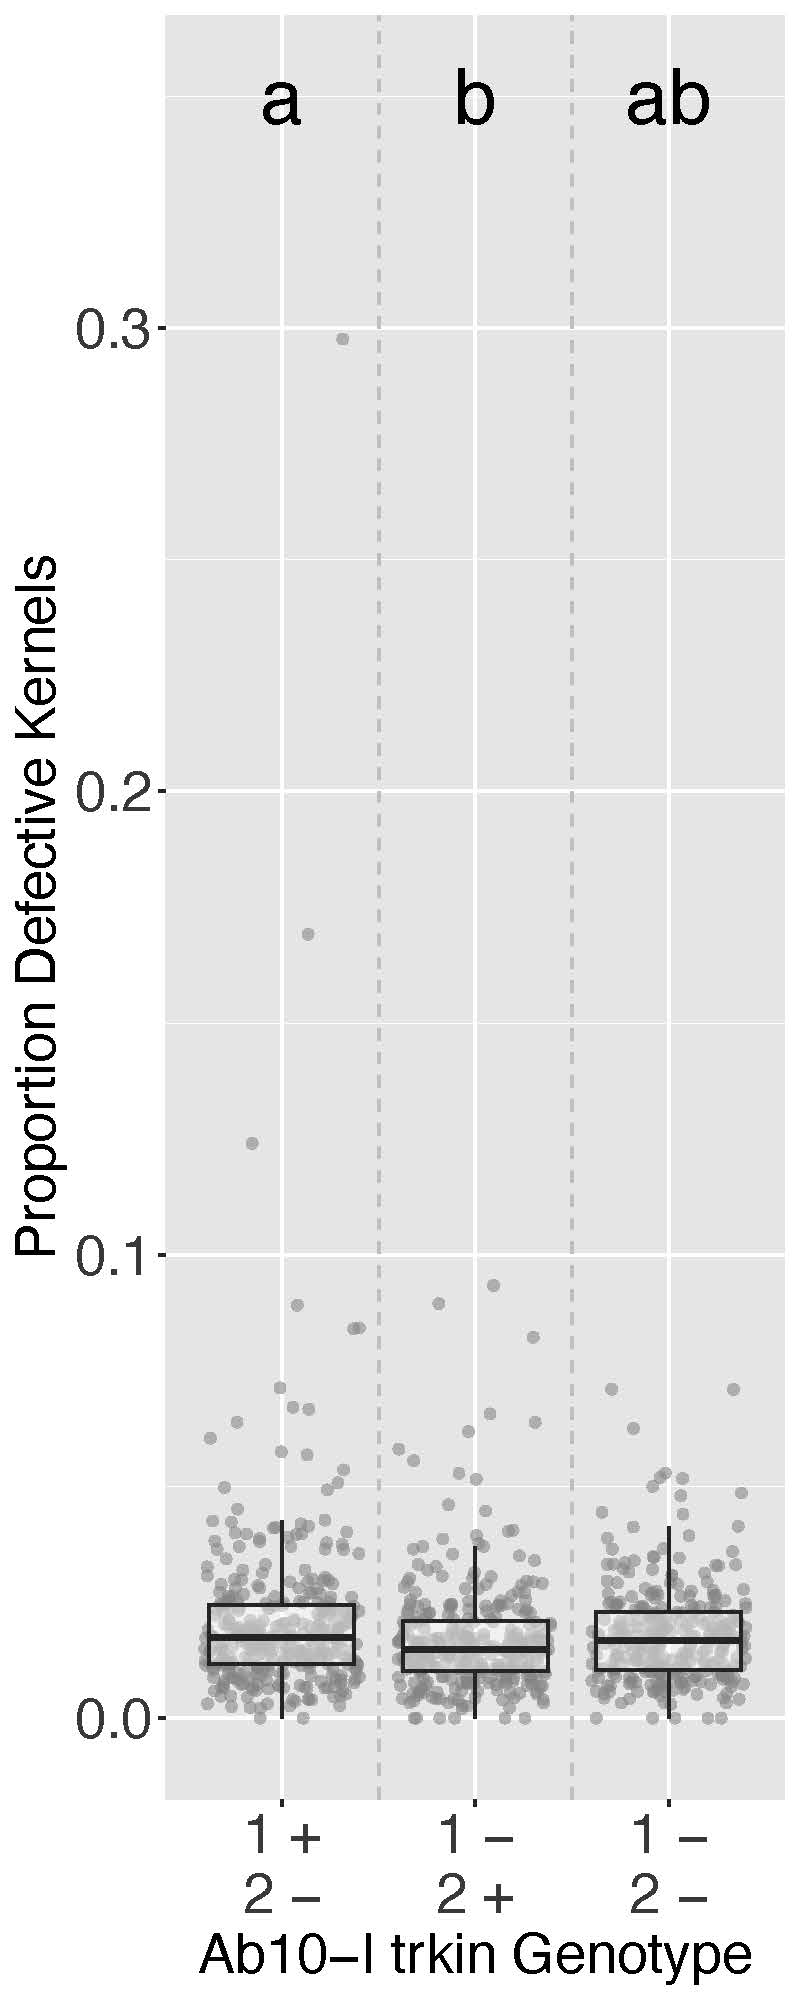 a b ab
0.3
0.2
0.1
0.0
Proportion Defective Kernels
1 + 1 − 1 −
2 − 2 + 2 −
Ab10−I trkin Genotype